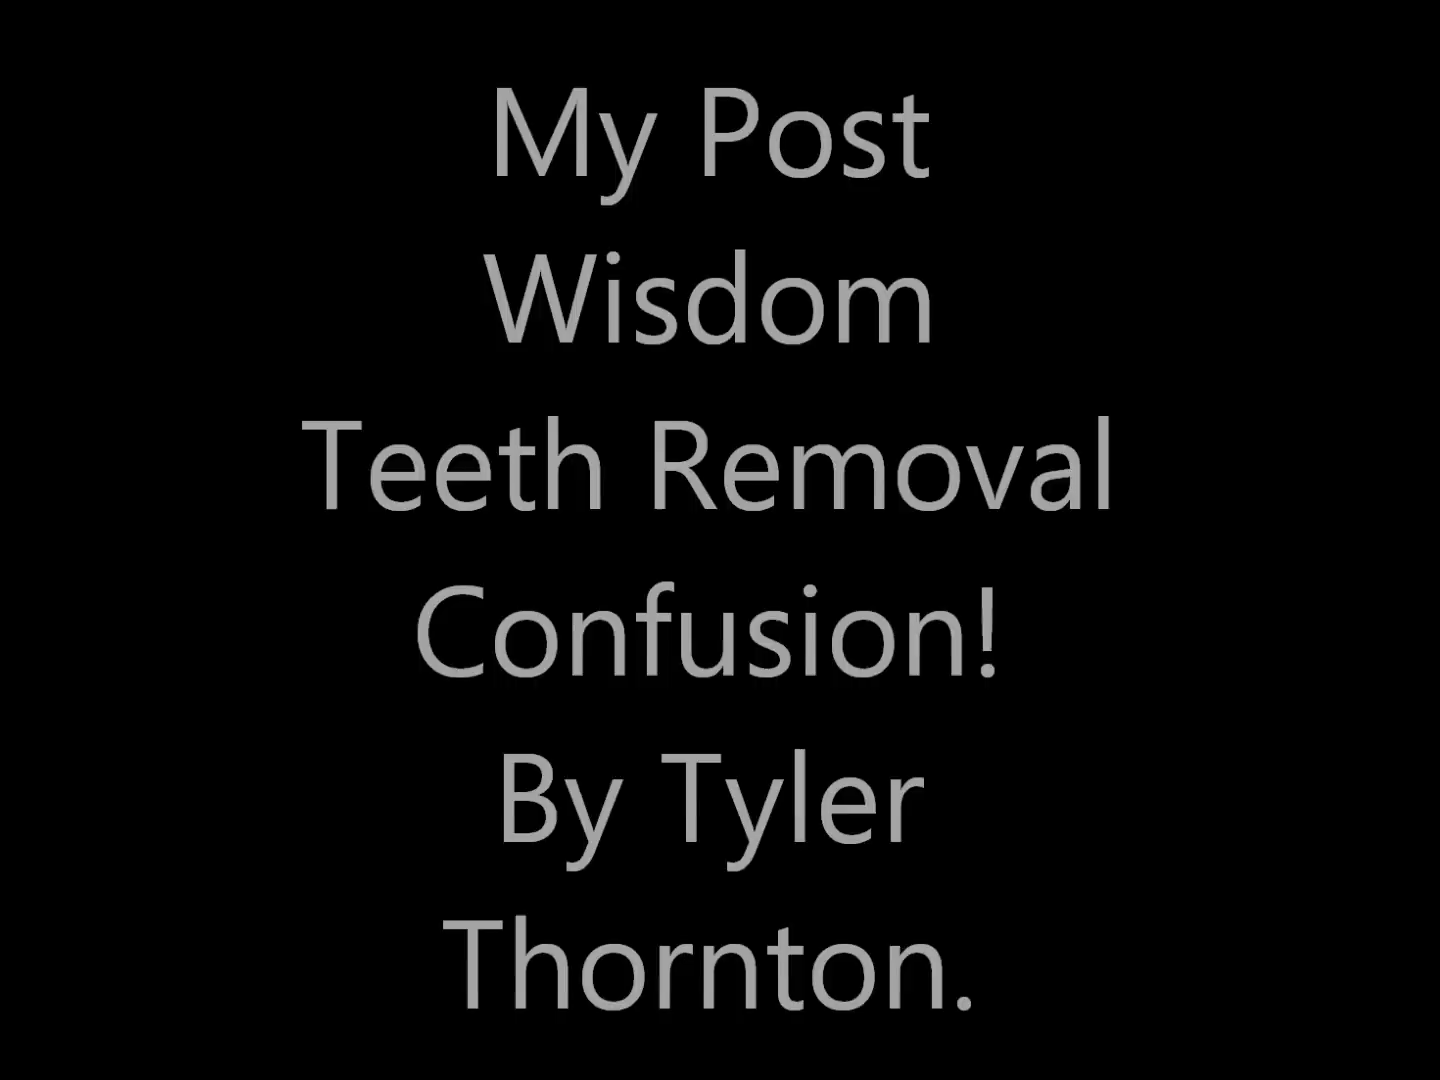 My Post
Wisdom
Teeth Removal
Confusion!
By Tyler
Thornton.